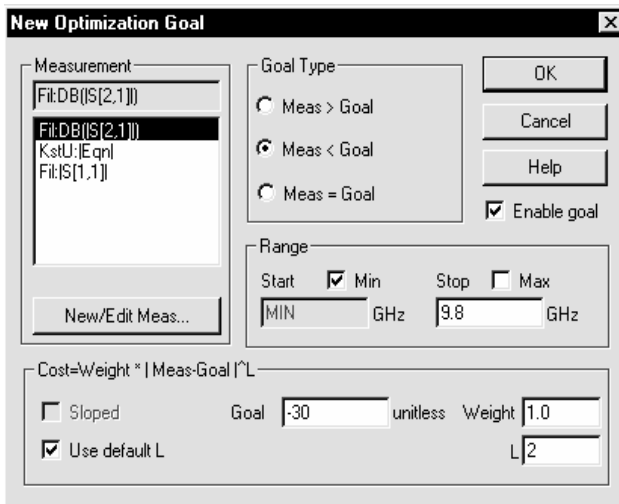 New Optimization Goal
Measurement
Fil:DB(|S[2,1]|)
Fil:DB(|S[2,1]|)
KstU:|Eqn|
Fil:|S[1,1]|
New/Edit Meas...
Goal Type
Meas > Goal
Meas < Goal
Meas = Goal
OK
Cancel
Help
Enable goal
Range
Start Min Stop Max
MIN GHz 9.8 GHz
Cost=Weight * | Meas-Goal |^L
Sloped Goal -30 unitless Weight 1.0
Use default L L 2